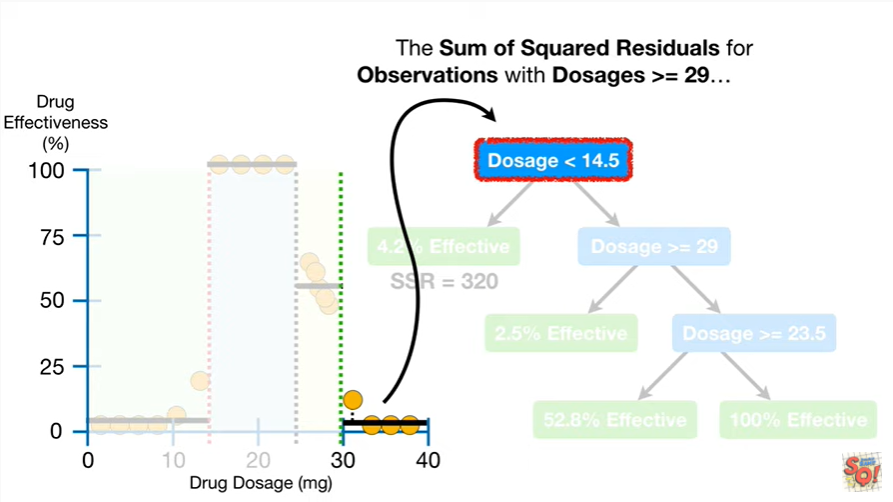 The Sum of Squared Residuals for
Observations with Dosages >= 29…
Drug
Effectiveness
(%)
100
75
50
25
0
0
10
20
30
40
Drug Dosage (mg)
Dosage < 14.5
4.2% Effective
Dosage >= 29
SSR = 320
2.5% Effective
Dosage >= 23.5
52.8% Effective
100% Effective
SQ!